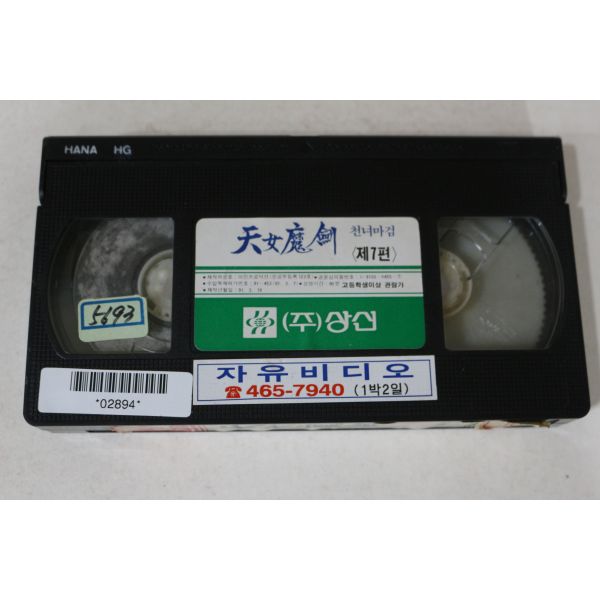 HANA HG
天女魔劍 천녀마검
〈제7편〉
고등학생이상 관람가
(주)상신
5693
자유비디오
☎465-7940 (1박2일)
*02894*